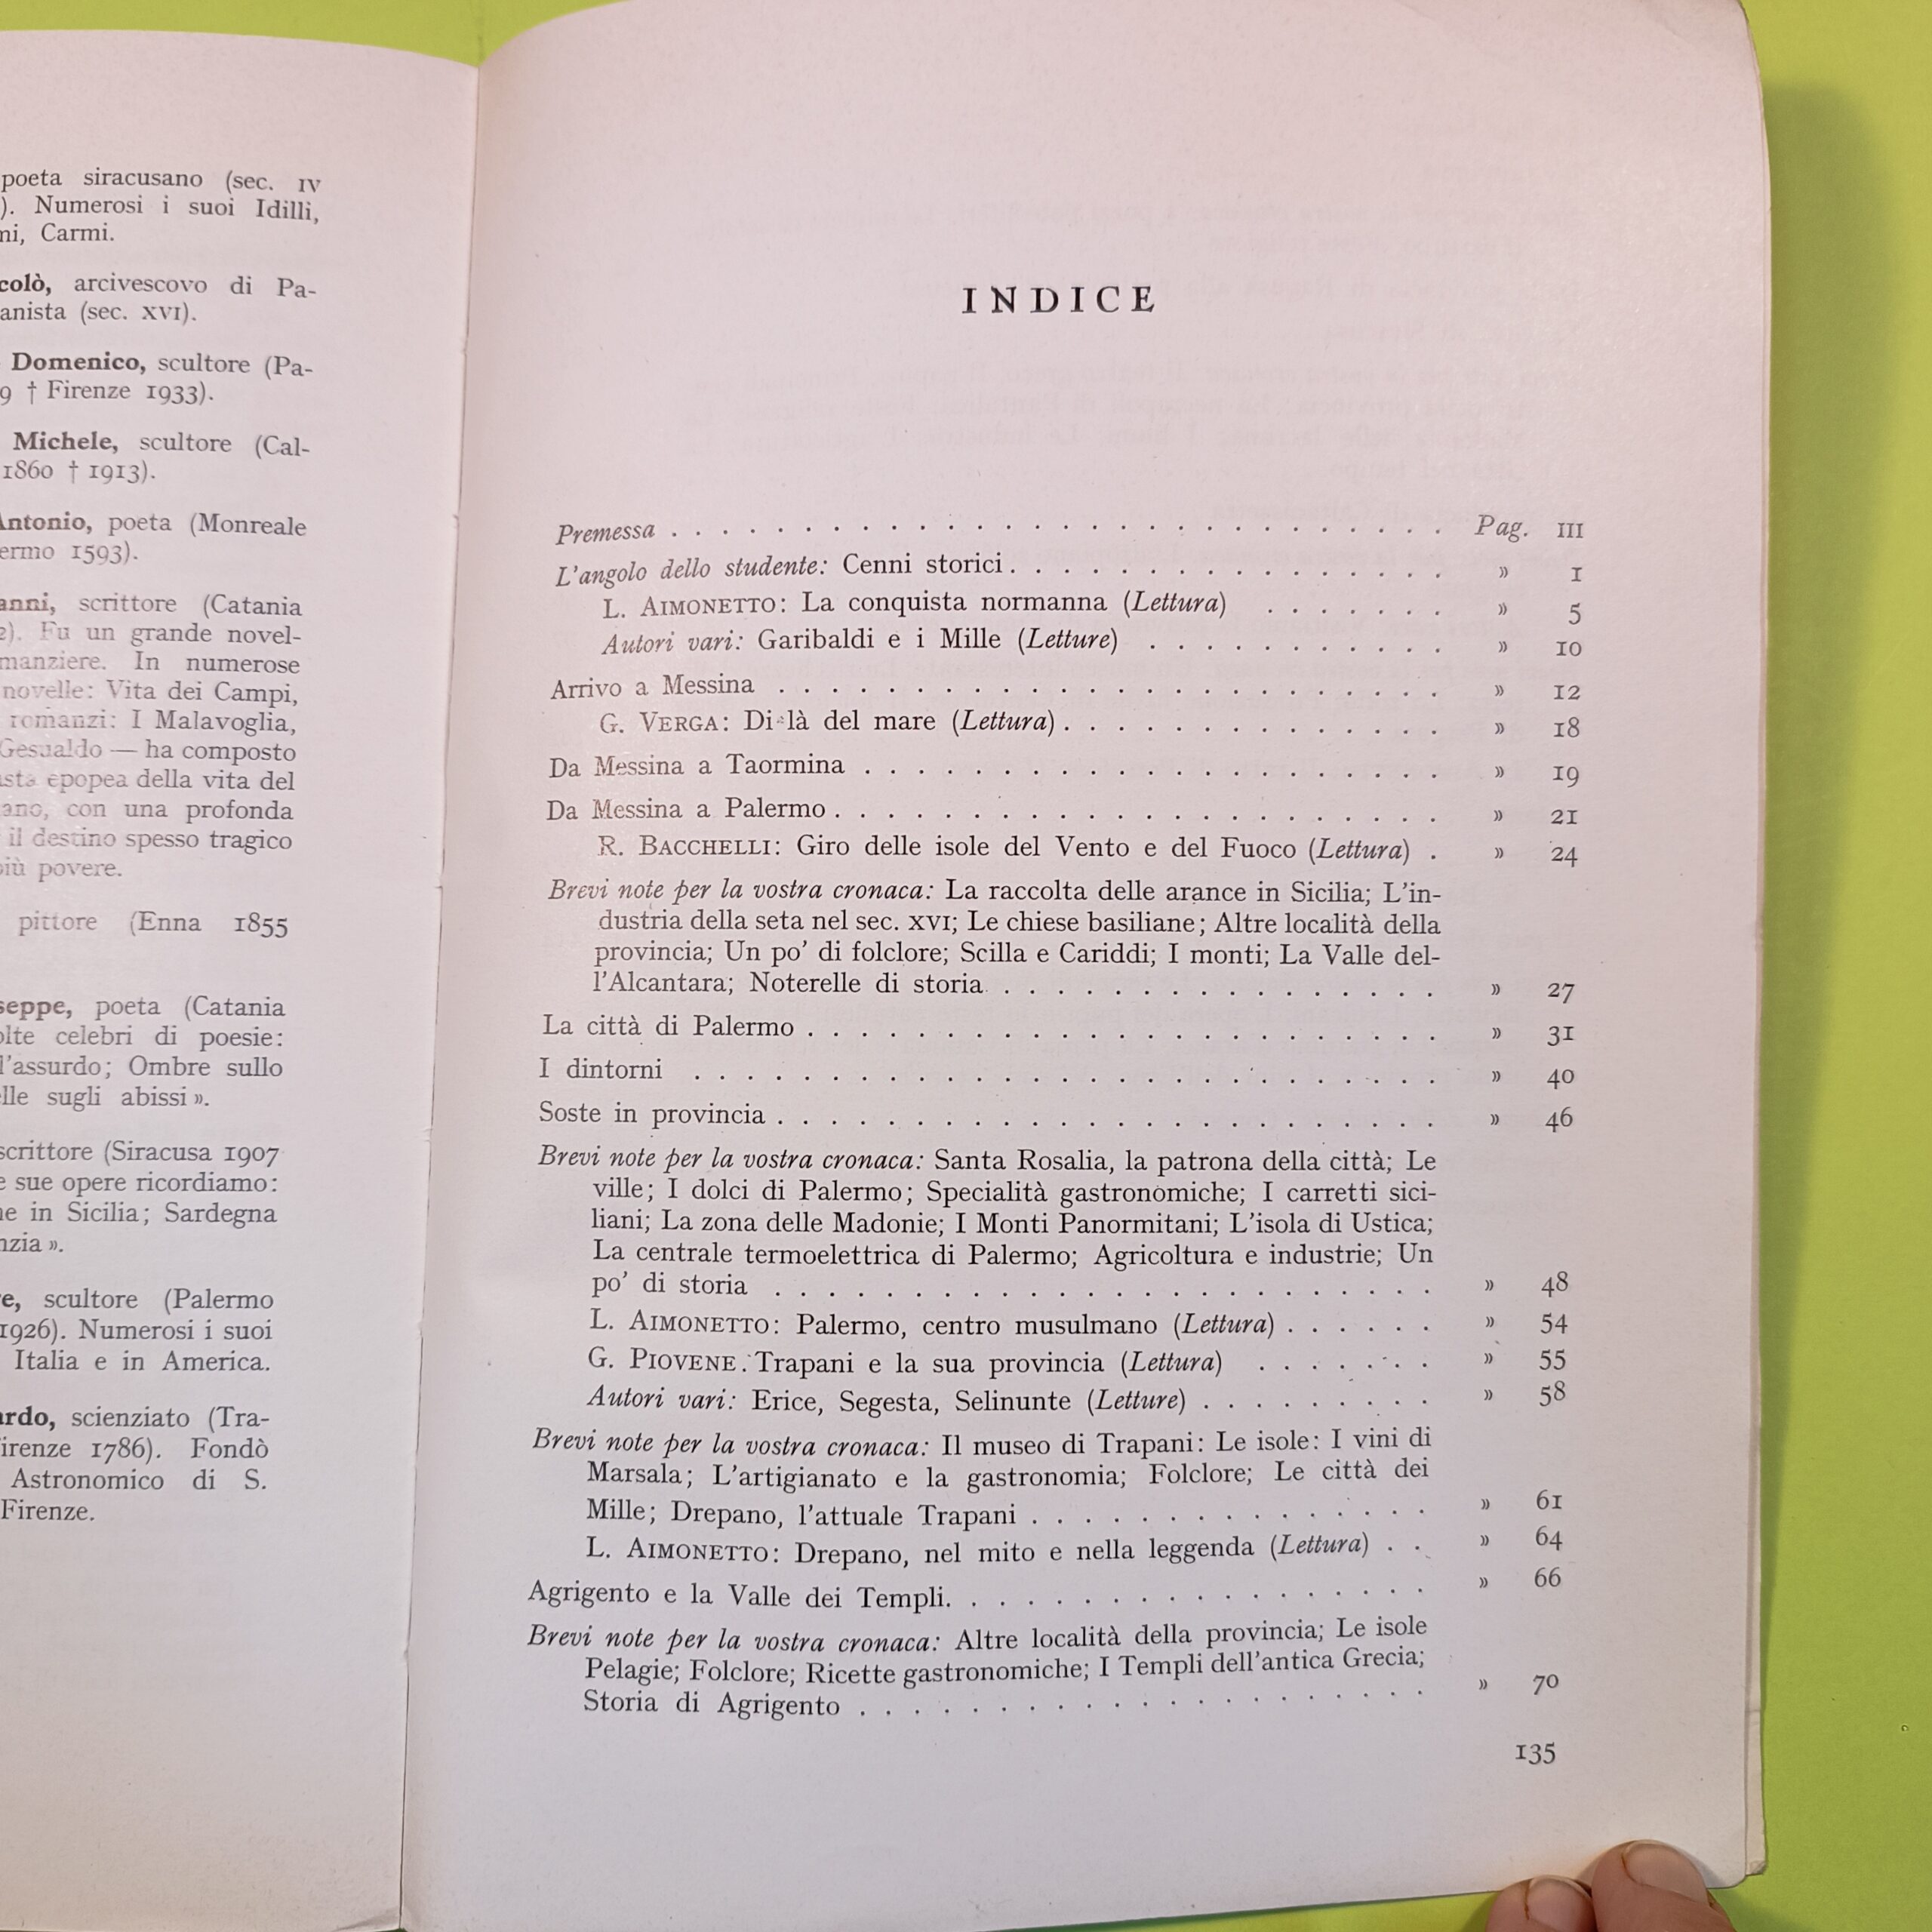 poeta siracusano (sec. IV
). Numerosi i suoi Idilli,
ni, Carmi.
colò, arcivescovo di Pa-
anista (sec. XVI).
Domenico, scultore (Pa-
9 † Firenze 1933).
Michele, scultore (Cal-
1860 † 1913).
Antonio, poeta (Monreale
ermo 1593).
anni, scrittore (Catania
2). Fu un grande novel-
manziere. In numerose
novelle: Vita dei Campi,
romanzi: I Malavoglia,
Gesualdo — ha composto
asta epopea della vita del
ano, con una profonda
il destino spesso tragico
più povere.
pittore (Enna 1855
seppe, poeta (Catania
olte celebri di poesie:
l'assurdo; Ombre sullo
elle sugli abissi».
scrittore (Siracusa 1907
e sue opere ricordiamo:
ne in Sicilia; Sardegna
nzia».
re, scultore (Palermo
1926). Numerosi i suoi
Italia e in America.
ardo, scienziato (Tra-
Firenze 1786). Fondò
Astronomico di S.
Firenze.
INDICE
Premessa . . . . . . . . . . Pag. III
L'angolo dello studente: Cenni storici . . . . . . . . . . » 1
L. AIMONETTO: La conquista normanna (Lettura) . . . . . . . » 5
Autori vari: Garibaldi e i Mille (Letture) . . . . . . . . . . » 10
Arrivo a Messina . . . . . . . . . . » 12
G. VERGA: Di là del mare (Lettura) . . . . . . . . . . » 18
Da Messina a Taormina . . . . . . . . . . » 19
Da Messina a Palermo . . . . . . . . . . » 21
R. BACCHELLI: Giro delle isole del Vento e del Fuoco (Lettura) . » 24
Brevi note per la vostra cronaca: La raccolta delle arance in Sicilia; L'in-
dustria della seta nel sec. XVI; Le chiese basiliane; Altre località della
provincia; Un po' di folclore; Scilla e Cariddi; I monti; La Valle del-
l'Alcantara; Noterelle di storia . . . . . . . . . . » 27
La città di Palermo . . . . . . . . . . » 31
I dintorni . . . . . . . . . . » 40
Soste in provincia . . . . . . . . . . » 46
Brevi note per la vostra cronaca: Santa Rosalia, la patrona della città; Le
ville; I dolci di Palermo; Specialità gastronomiche; I carretti sici-
liani; La zona delle Madonie; I Monti Panormitani; L'isola di Ustica;
La centrale termoelettrica di Palermo; Agricoltura e industrie; Un
po' di storia . . . . . . . . . . » 48
L. AIMONETTO: Palermo, centro musulmano (Lettura) . . . . . . » 54
G. PIOVENE. Trapani e la sua provincia (Lettura) . . . . . . . » 55
Autori vari: Erice, Segesta, Selinunte (Letture) . . . . . . . . . » 58
Brevi note per la vostra cronaca: Il museo di Trapani: Le isole: I vini di
Marsala; L'artigianato e la gastronomia; Folclore; Le città dei
Mille; Drepano, l'attuale Trapani . . . . . . . . . . » 61
L. AIMONETTO: Drepano, nel mito e nella leggenda (Lettura) . . » 64
Agrigento e la Valle dei Templi. . . . . . . . . . . » 66
Brevi note per la vostra cronaca: Altre località della provincia; Le isole
Pelagie; Folclore; Ricette gastronomiche; I Templi dell'antica Grecia;
Storia di Agrigento . . . . . . . . . . » 70
135